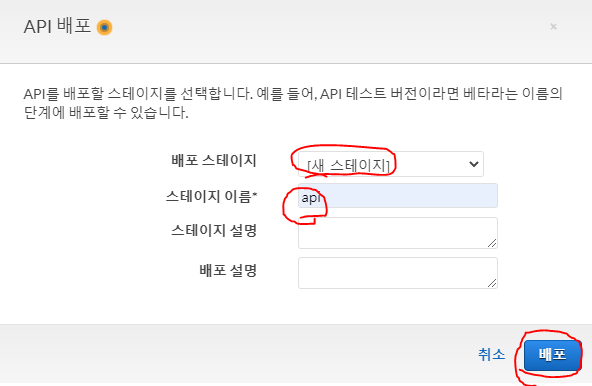 API 배포
API를 배포할 스테이지를 선택합니다. 예를 들어, API 테스트 버전이라면 베타라는 이름의
단계에 배포할 수 있습니다.
배포 스테이지 [새 스테이지]
스테이지 이름* api
스테이지 설명
배포 설명
취소 배포